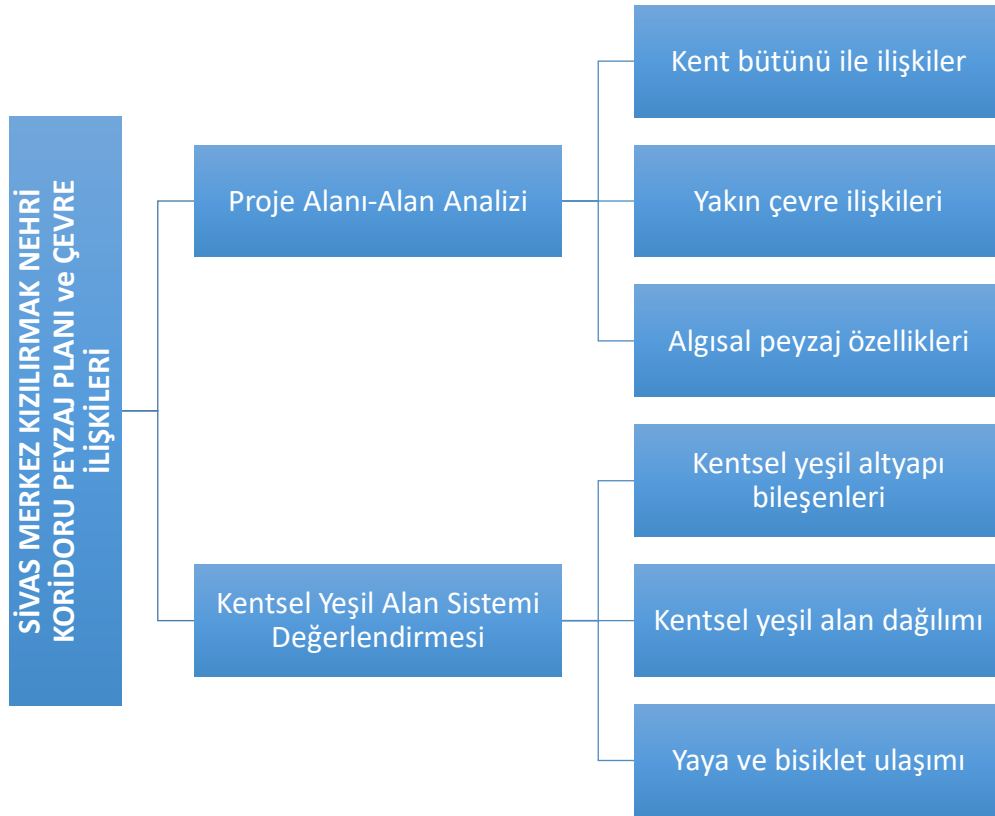 SİVAS MERKEZ KIZILIRMAK NEHRİ
KORİDORU PEYZAJ PLANI ve ÇEVRE
İLİŞKİLERİ
Proje Alanı-Alan Analizi
Kent bütünü ile ilişkiler
Yakın çevre ilişkileri
Algısal peyzaj özellikleri
Kentsel Yeşil Alan Sistemi
Değerlendirmesi
Kentsel yeşil altyapı
bileşenleri
Kentsel yeşil alan dağılımı
Yaya ve bisiklet ulaşımı